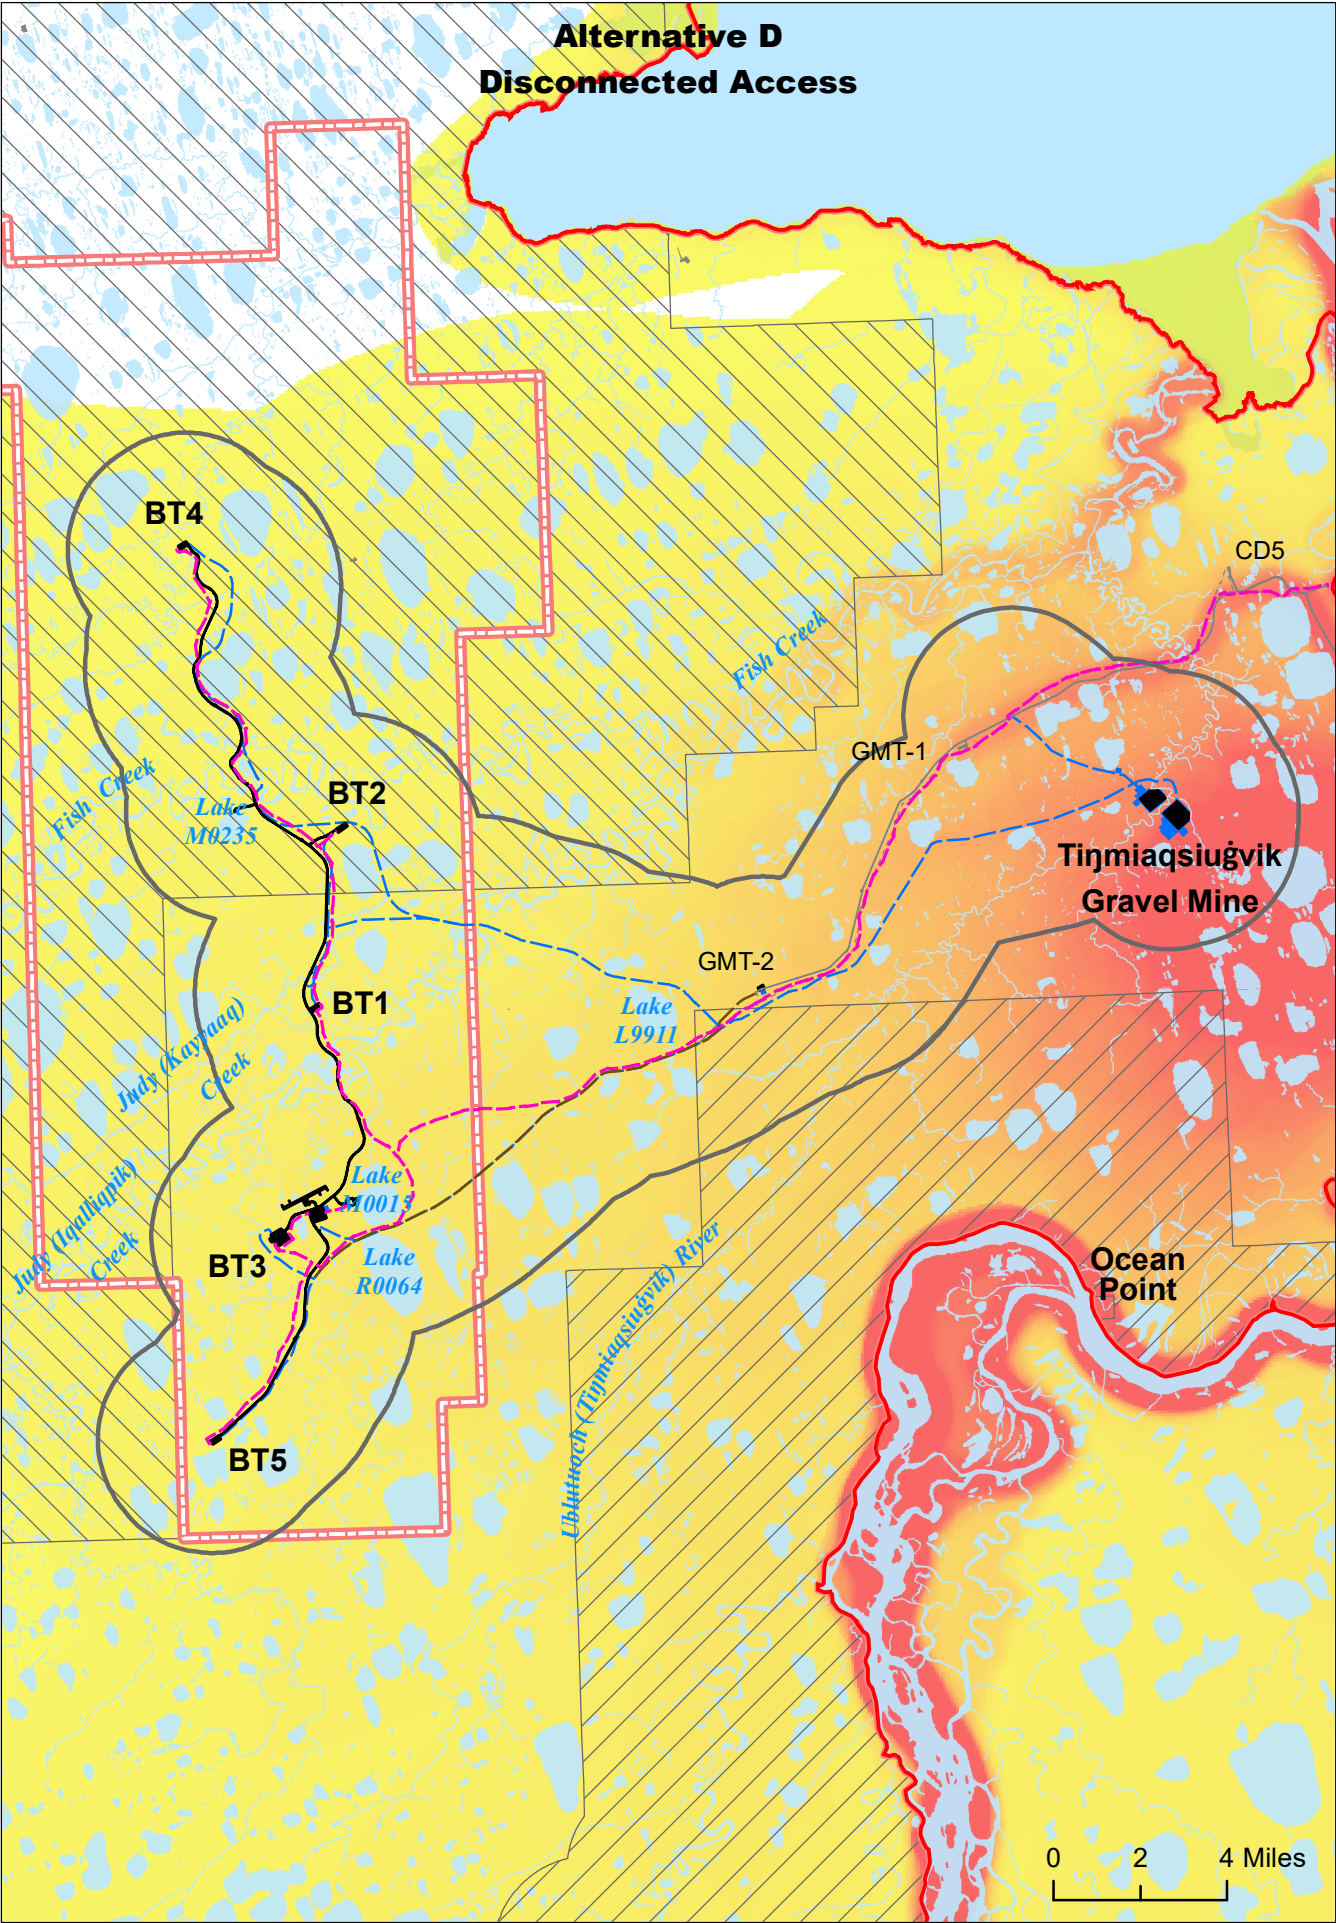 Alternative D
Disconnected Access
BT4
CD5
Fish Creek
GMT-1
Fish Creek
BT2
Lake
M0235
Tiŋmiaqsiuġvik
Gravel Mine
GMT-2
BT1
Lake
L9911
Judy (Kayyaaq)
Creek
Judy (Iqalliqpik)
Creek
Lake
M0015
BT3
Lake
R0064
Ublutuoch (Tiŋmiaqsiuġvik) River
Ocean
Point
BT5
0 2 4 Miles